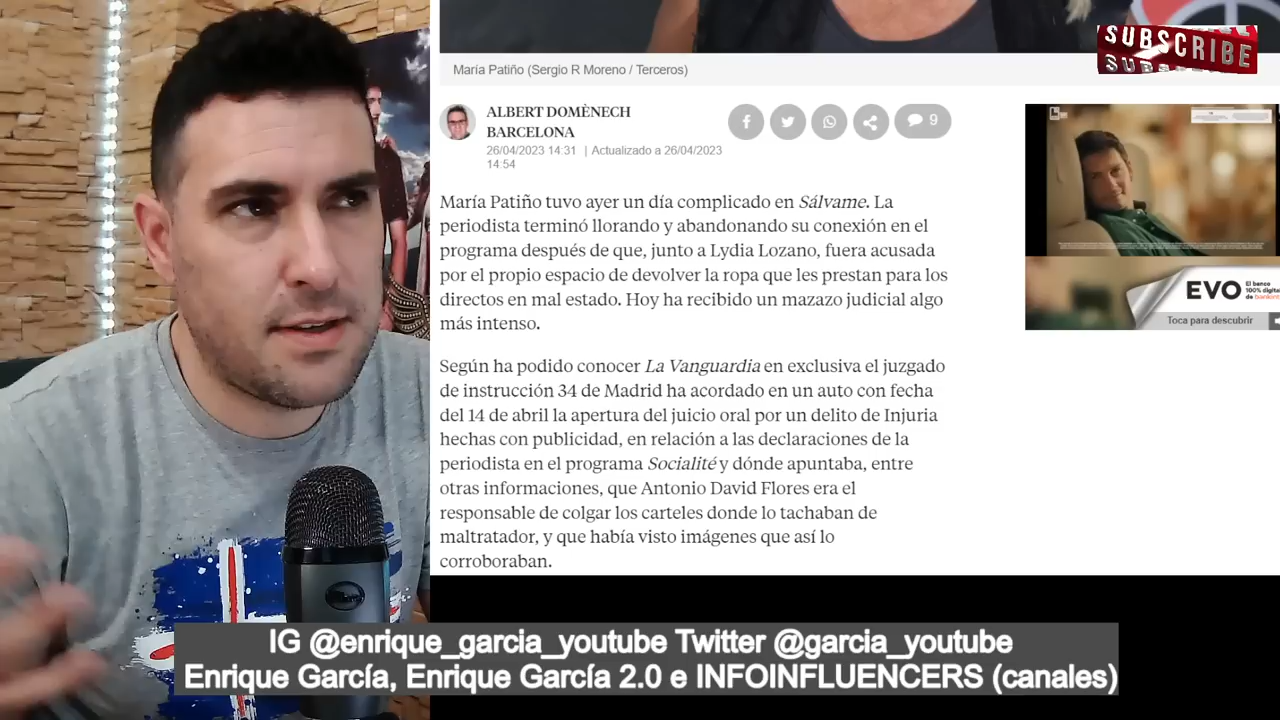 SUBSCRIBE
María Patiño (Sergio R Moreno / Terceros)
ALBERT DOMÈNECH
BARCELONA
26/04/2023 14:31 | Actualizado a 26/04/2023
14:54
9
María Patiño tuvo ayer un día complicado en Sálvame. La
periodista terminó llorando y abandonando su conexión en el
programa después de que, junto a Lydia Lozano, fuera acusada
por el propio espacio de devolver la ropa que les prestan para los
directos en mal estado. Hoy ha recibido un mazazo judicial algo
más intenso.
Según ha podido conocer La Vanguardia en exclusiva el juzgado
de instrucción 34 de Madrid ha acordado en un auto con fecha
del 14 de abril la apertura del juicio oral por un delito de Injuria
hechas con publicidad, en relación a las declaraciones de la
periodista en el programa Socialité y dónde apuntaba, entre
otras informaciones, que Antonio David Flores era el
responsable de colgar los carteles donde lo tachaban de
maltratador, y que había visto imágenes que así lo
corroboraban.
EVO
El banco
100% digital
de bankinter
Toca para descubrir
IG @enrique_garcia_youtube Twitter @garcia_youtube
Enrique García, Enrique García 2.0 e INFOINFLUENCERS (canales)